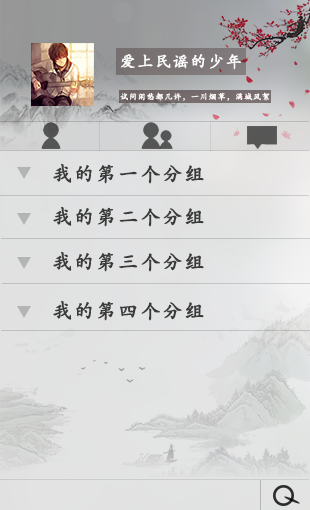 爱上民谣的少年
试问闲愁都几许，一川烟草，满城风絮
我的第一个分组
我的第二个分组
我的第三个分组
我的第四个分组